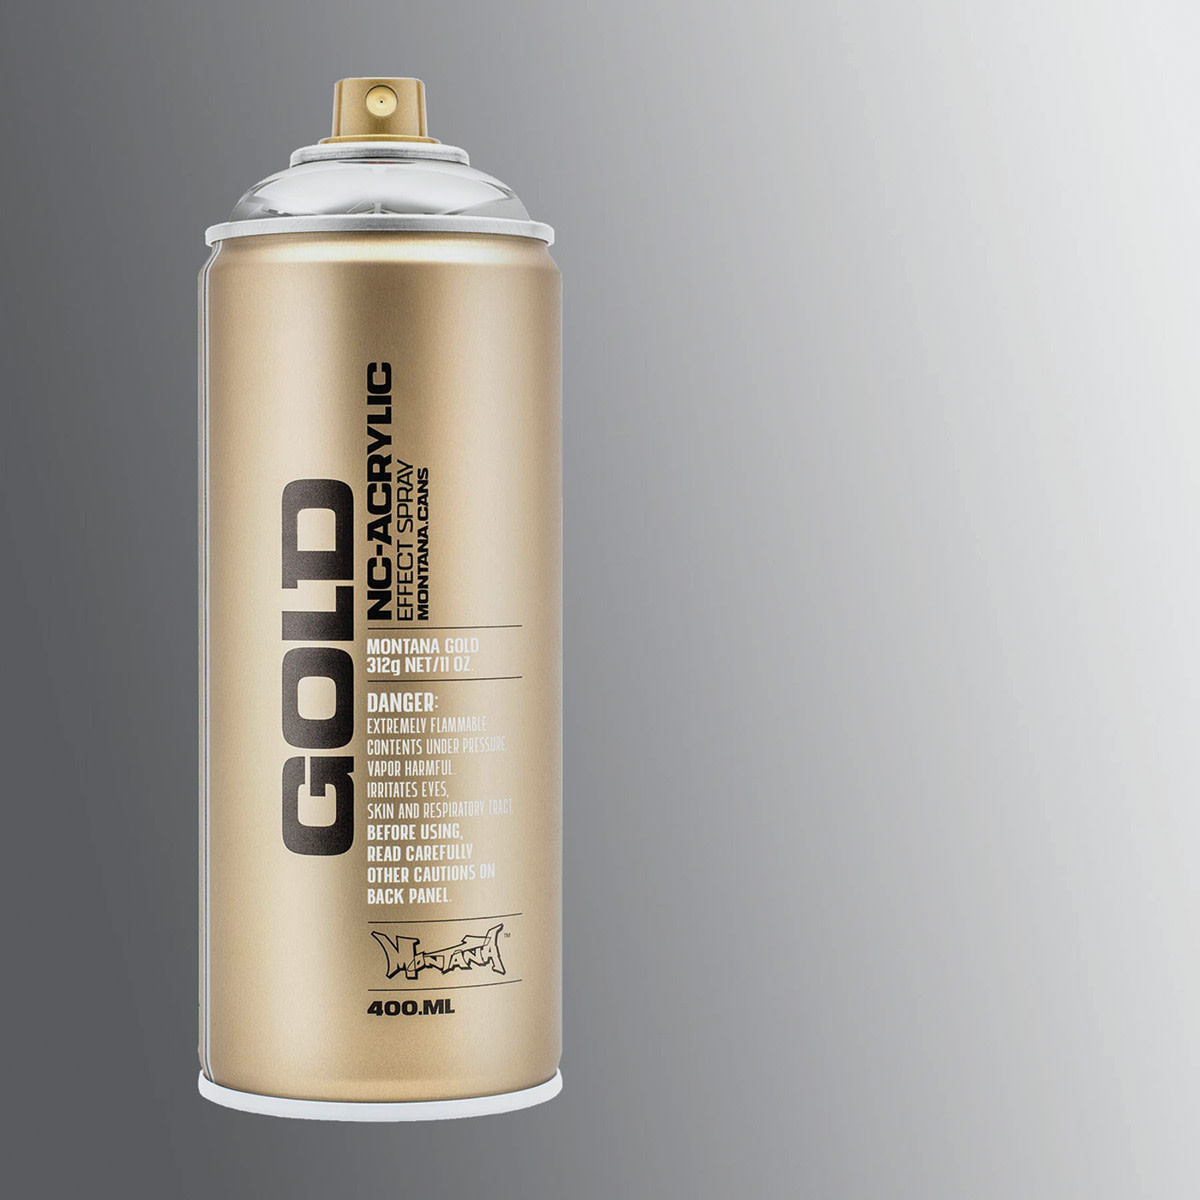 GOLD
NC-ACRYLIC
EFFECT SPRAY
MONTANA.CANS
MONTANA GOLD
312g NET/11 OZ.
DANGER:
EXTREMELY FLAMMABLE
CONTENTS UNDER PRESSURE
VAPOR HARMFUL.
IRRITATES EYES,
SKIN AND RESPIRATORY TRACT.
BEFORE USING,
READ CAREFULLY
OTHER CAUTIONS ON
BACK PANEL.
MONTANA™
400.ML